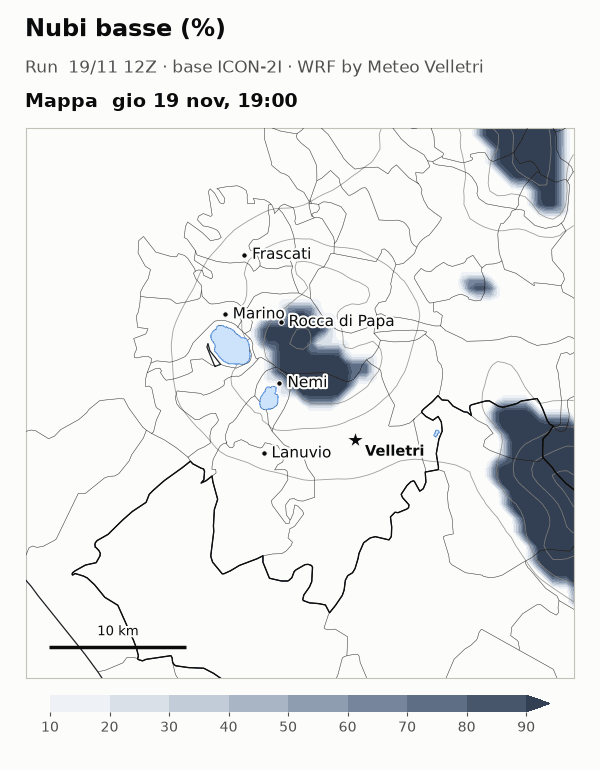 Nubi basse (%)
Run  19/11 12Z · base ICON-2I · WRF by Meteo Velletri
Mappa  gio 19 nov, 19:00
Frascati
Marino
Rocca di Papa
Nemi
Velletri
Lanuvio
10 km
10 20 30 40 50 60 70 80 90